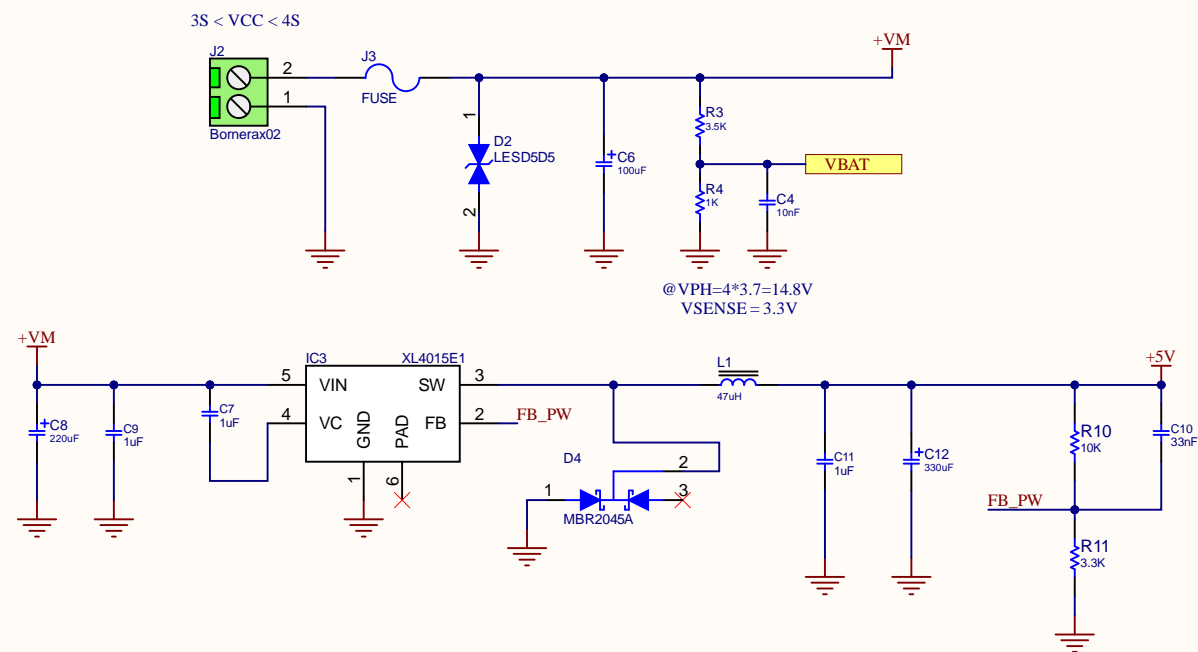 3S < VCC < 4S
J2
2
1
Bornerax02
J3
FUSE
+VM
1
D2
LESD5D5
2
C6
100uF
R3
3.5K
VBAT
R4
1K
C4
10nF
@VPH=4*3.7=14.8V
VSENSE = 3.3V
+VM
C8
220uF
C9
1uF
C7
1uF
IC3
XL4015E1
5
VIN
SW
3
4
VC
GND
PAD
FB
2
FB_PW
1
6
L1
47uH
D4
2
1
3
MBR2045A
C11
1uF
C12
330uF
+5V
R10
10K
C10
33nF
FB_PW
R11
3.3K